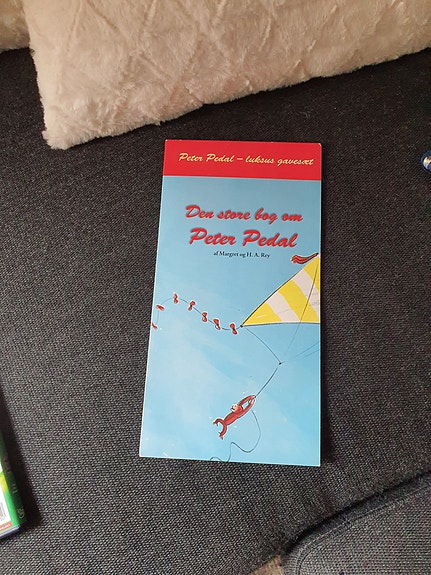 Peter Pedal – luksus gavesæt
Den store bog om
Peter Pedal
af Margret og H. A. Rey